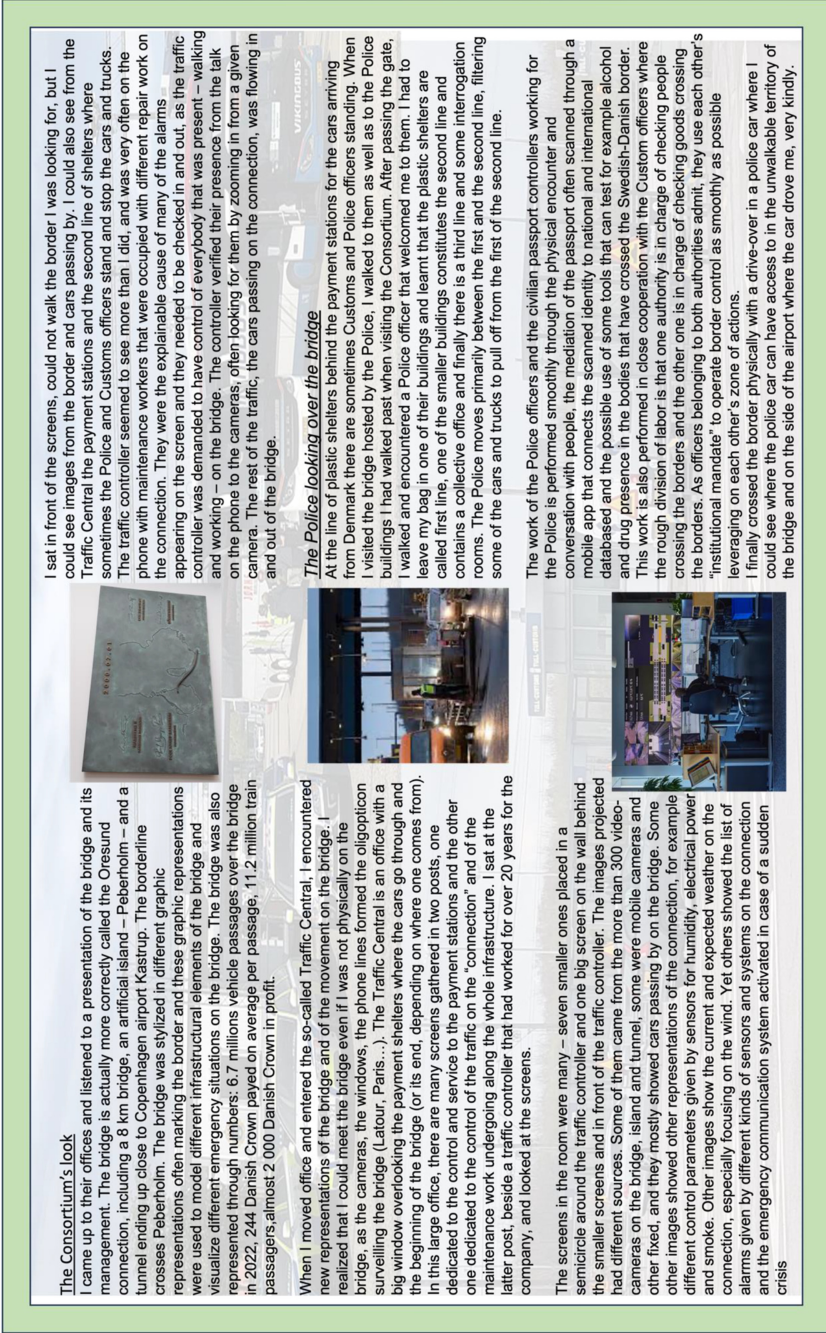 The Consortium's look
I came up to their offices and listened to a presentation of the bridge and its
management. The bridge is actually more correctly called the Oresund
connection, including a 8 km bridge, an artificial island – Peberholm – and a
tunnel ending up close to Copenhagen airport Kastrup. The borderline
crosses Peberholm. The bridge was stylized in different graphic
representations often marking the border and these graphic representations
were used to model different infrastructural elements of the bridge and
visualize different emergency situations on the bridge. The bridge was also
represented through numbers: 6.7 millions vehicle passages over the bridge
in 2022, 244 Danish Crown payed on average per passage, 11.2 million train
passagers,almost 2 000 Danish Crown in profit.
When I moved office and entered the so-called Traffic Central, I encountered
new representations of the bridge and of the movement on the bridge. I
realized that I could meet the bridge even if I was not physically on the
bridge, as the cameras, the windows, the phone lines formed the oligopticon
surveilling the bridge (Latour, Paris...). The Traffic Central is an office with a
big window overlooking the payment shelters where the cars go through and
the beginning of the bridge (or its end, depending on where one comes from).
In this large office, there are many screens gathered in two posts, one
dedicated to the control and service to the payment stations and the other
one dedicated to the control of the traffic on the "connection" and of the
maintenance work undergoing along the whole infrastructure. I sat at the
latter post, beside a traffic controller that had worked for over 20 years for the
company, and looked at the screens.
The screens in the room were many – seven smaller ones placed in a
semicircle around the traffic controller and one big screen on the wall behind
the smaller screens and in front of the traffic controller. The images projected
had different sources. Some of them came from the more than 300 video-
cameras on the bridge, island and tunnel, some were mobile cameras and
other fixed, and they mostly showed cars passing by on the bridge. Some
other images showed other representations of the connection, for example
different control parameters given by sensors for humidity, electrical power
and smoke. Other images show the current and expected weather on the
connection, especially focusing on the wind. Yet others showed the list of
alarms given by different kinds of sensors and systems on the connection
and the emergency communication system activated in case of a sudden
crisis
I sat in front of the screens, could not walk the border I was looking for, but I
could see images from the border and cars passing by. I could also see from the
Traffic Central the payment stations and the second line of shelters where
sometimes the Police and Customs officers stand and stop the cars and trucks.
The traffic controller seemed to see more than I did, and was very often on the
phone with maintenance workers that were occupied with different repair work on
the connection. They were the explainable cause of many of the alarms
appearing on the screen and they needed to be checked in and out, as the traffic
controller was demanded to have control of everybody that was present – walking
and working – on the bridge. The controller verified their presence from the talk
on the phone to the cameras, often looking for them by zooming in from a given
camera. The rest of the traffic, the cars passing on the connection, was flowing in
and out of the bridge.
The Police looking over the bridge
At the line of plastic shelters behind the payment stations for the cars arriving
from Denmark there are sometimes Customs and Police officers standing. When
I visited the bridge hosted by the Police, I walked to them as well as to the Police
buildings I had walked past when visiting the Consortium. After passing the gate,
I walked and encountered a Police officer that welcomed me to them. I had to
leave my bag in one of their buildings and learnt that the plastic shelters are
called first line, one of the smaller buildings constitutes the second line and
contains a collective office and finally there is a third line and some interrogation
rooms. The Police moves primarily between the first and the second line, filtering
some of the cars and trucks to pull off from the first of the second line.
The work of the Police officers and the civilian passport controllers working for
the Police is performed smoothly through the physical encounter and
conversation with people, the mediation of the passport often scanned through a
mobile app that connects the scanned identity to national and international
databased and the possible use of some tools that can test for example alcohol
and drug presence in the bodies that have crossed the Swedish-Danish border.
This work is also performed in close cooperation with the Custom officers where
the rough division of labor is that one authority is in charge of checking people
crossing the borders and the other one is in charge of checking goods crossing
the borders. As officers belonging to both authorities admit, they use each other's
"institutional mandate" to operate border control as smoothly as possible
leveraging on each other's zone of actions.
I finally crossed the border physically with a drive-over in a police car where I
could see where the police car can have access to in the unwalkable territory of
the bridge and on the side of the airport where the car drove me, very kindly.